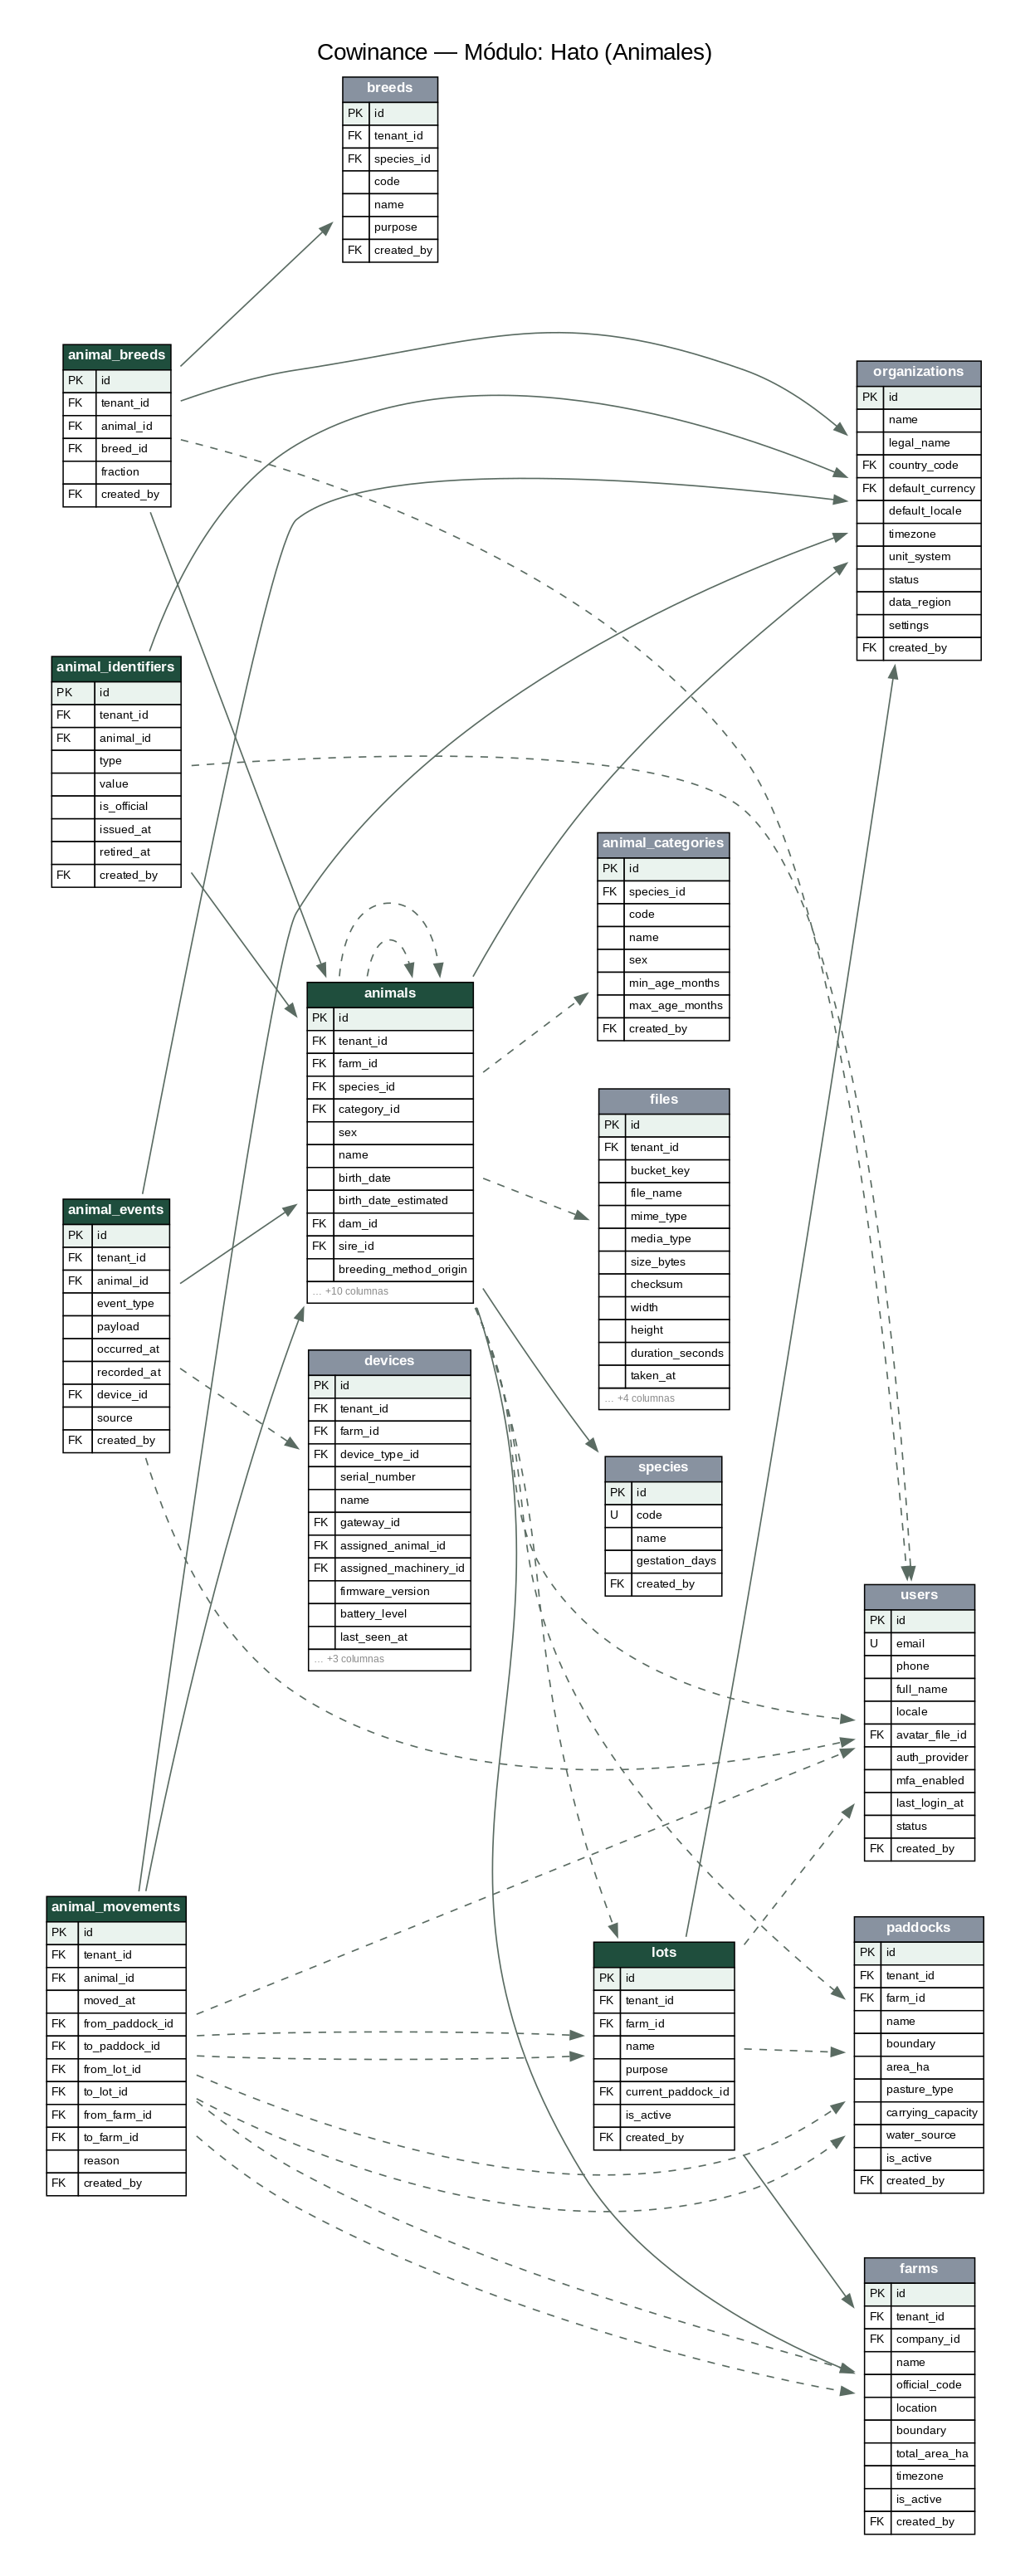 Cowinance — Módulo: Hato (Animales)
breeds
PK id
FK tenant_id
FK species_id
code
name
purpose
FK created_by
animal_breeds
PK id
FK tenant_id
FK animal_id
FK breed_id
fraction
FK created_by
organizations
PK id
name
legal_name
FK country_code
FK default_currency
default_locale
timezone
unit_system
status
data_region
settings
FK created_by
animal_identifiers
PK id
FK tenant_id
FK animal_id
type
value
is_official
issued_at
retired_at
FK created_by
animal_categories
PK id
FK species_id
code
name
sex
min_age_months
max_age_months
FK created_by
animals
PK id
FK tenant_id
FK farm_id
FK species_id
FK category_id
sex
name
birth_date
birth_date_estimated
FK dam_id
FK sire_id
breeding_method_origin
... +10 columnas
files
PK id
FK tenant_id
bucket_key
file_name
mime_type
media_type
size_bytes
checksum
width
height
duration_seconds
taken_at
... +4 columnas
animal_events
PK id
FK tenant_id
FK animal_id
event_type
payload
occurred_at
recorded_at
FK device_id
source
FK created_by
devices
PK id
FK tenant_id
FK farm_id
FK device_type_id
serial_number
name
FK gateway_id
FK assigned_animal_id
FK assigned_machinery_id
firmware_version
battery_level
last_seen_at
... +3 columnas
species
PK id
U code
name
gestation_days
FK created_by
users
PK id
U email
phone
full_name
locale
FK avatar_file_id
auth_provider
mfa_enabled
last_login_at
status
FK created_by
animal_movements
PK id
FK tenant_id
FK animal_id
moved_at
FK from_paddock_id
FK to_paddock_id
FK from_lot_id
FK to_lot_id
FK from_farm_id
FK to_farm_id
reason
FK created_by
lots
PK id
FK tenant_id
FK farm_id
name
purpose
FK current_paddock_id
is_active
FK created_by
paddocks
PK id
FK tenant_id
FK farm_id
name
boundary
area_ha
pasture_type
carrying_capacity
water_source
is_active
FK created_by
farms
PK id
FK tenant_id
FK company_id
name
official_code
location
boundary
total_area_ha
timezone
is_active
FK created_by